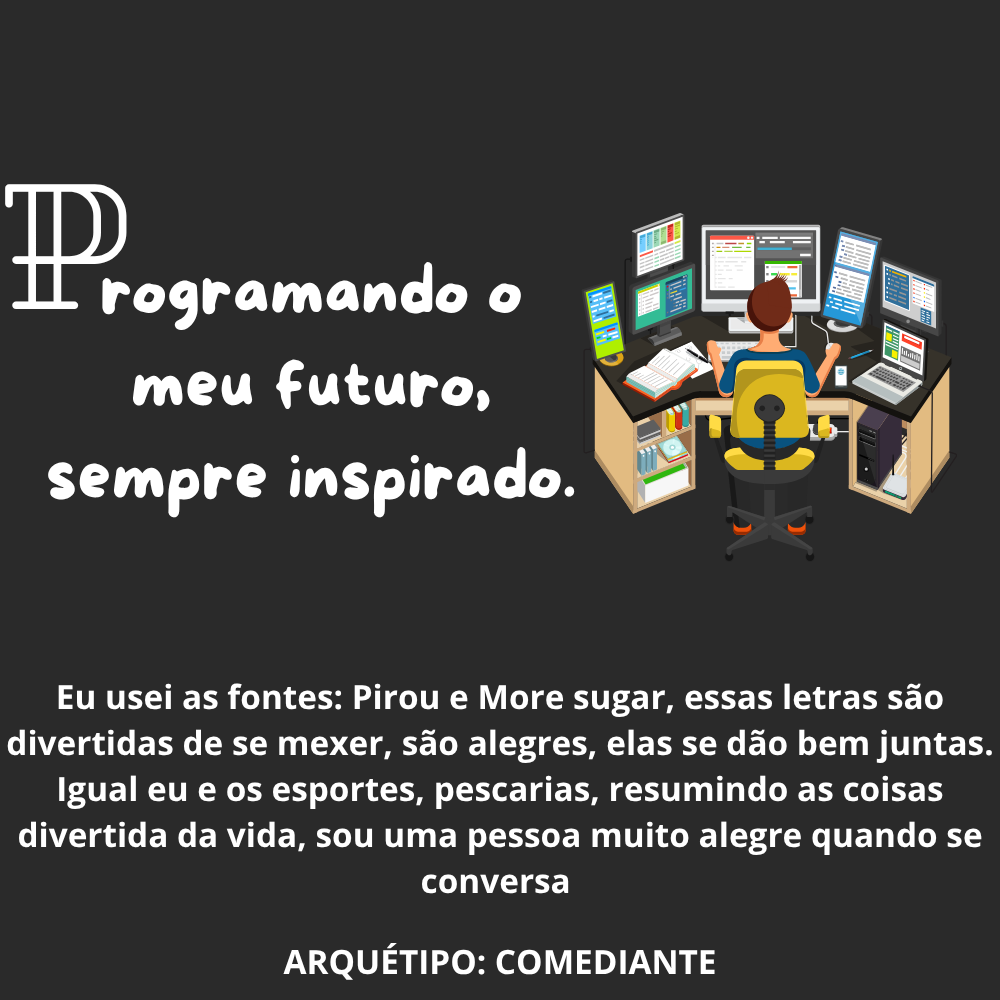 Programando o
meu futuro,
sempre inspirado.
Eu usei as fontes: Pirou e More sugar, essas letras são
divertidas de se mexer, são alegres, elas se dão bem juntas.
Igual eu e os esportes, pescarias, resumindo as coisas
divertida da vida, sou uma pessoa muito alegre quando se
conversa
ARQUÉTIPO: COMEDIANTE